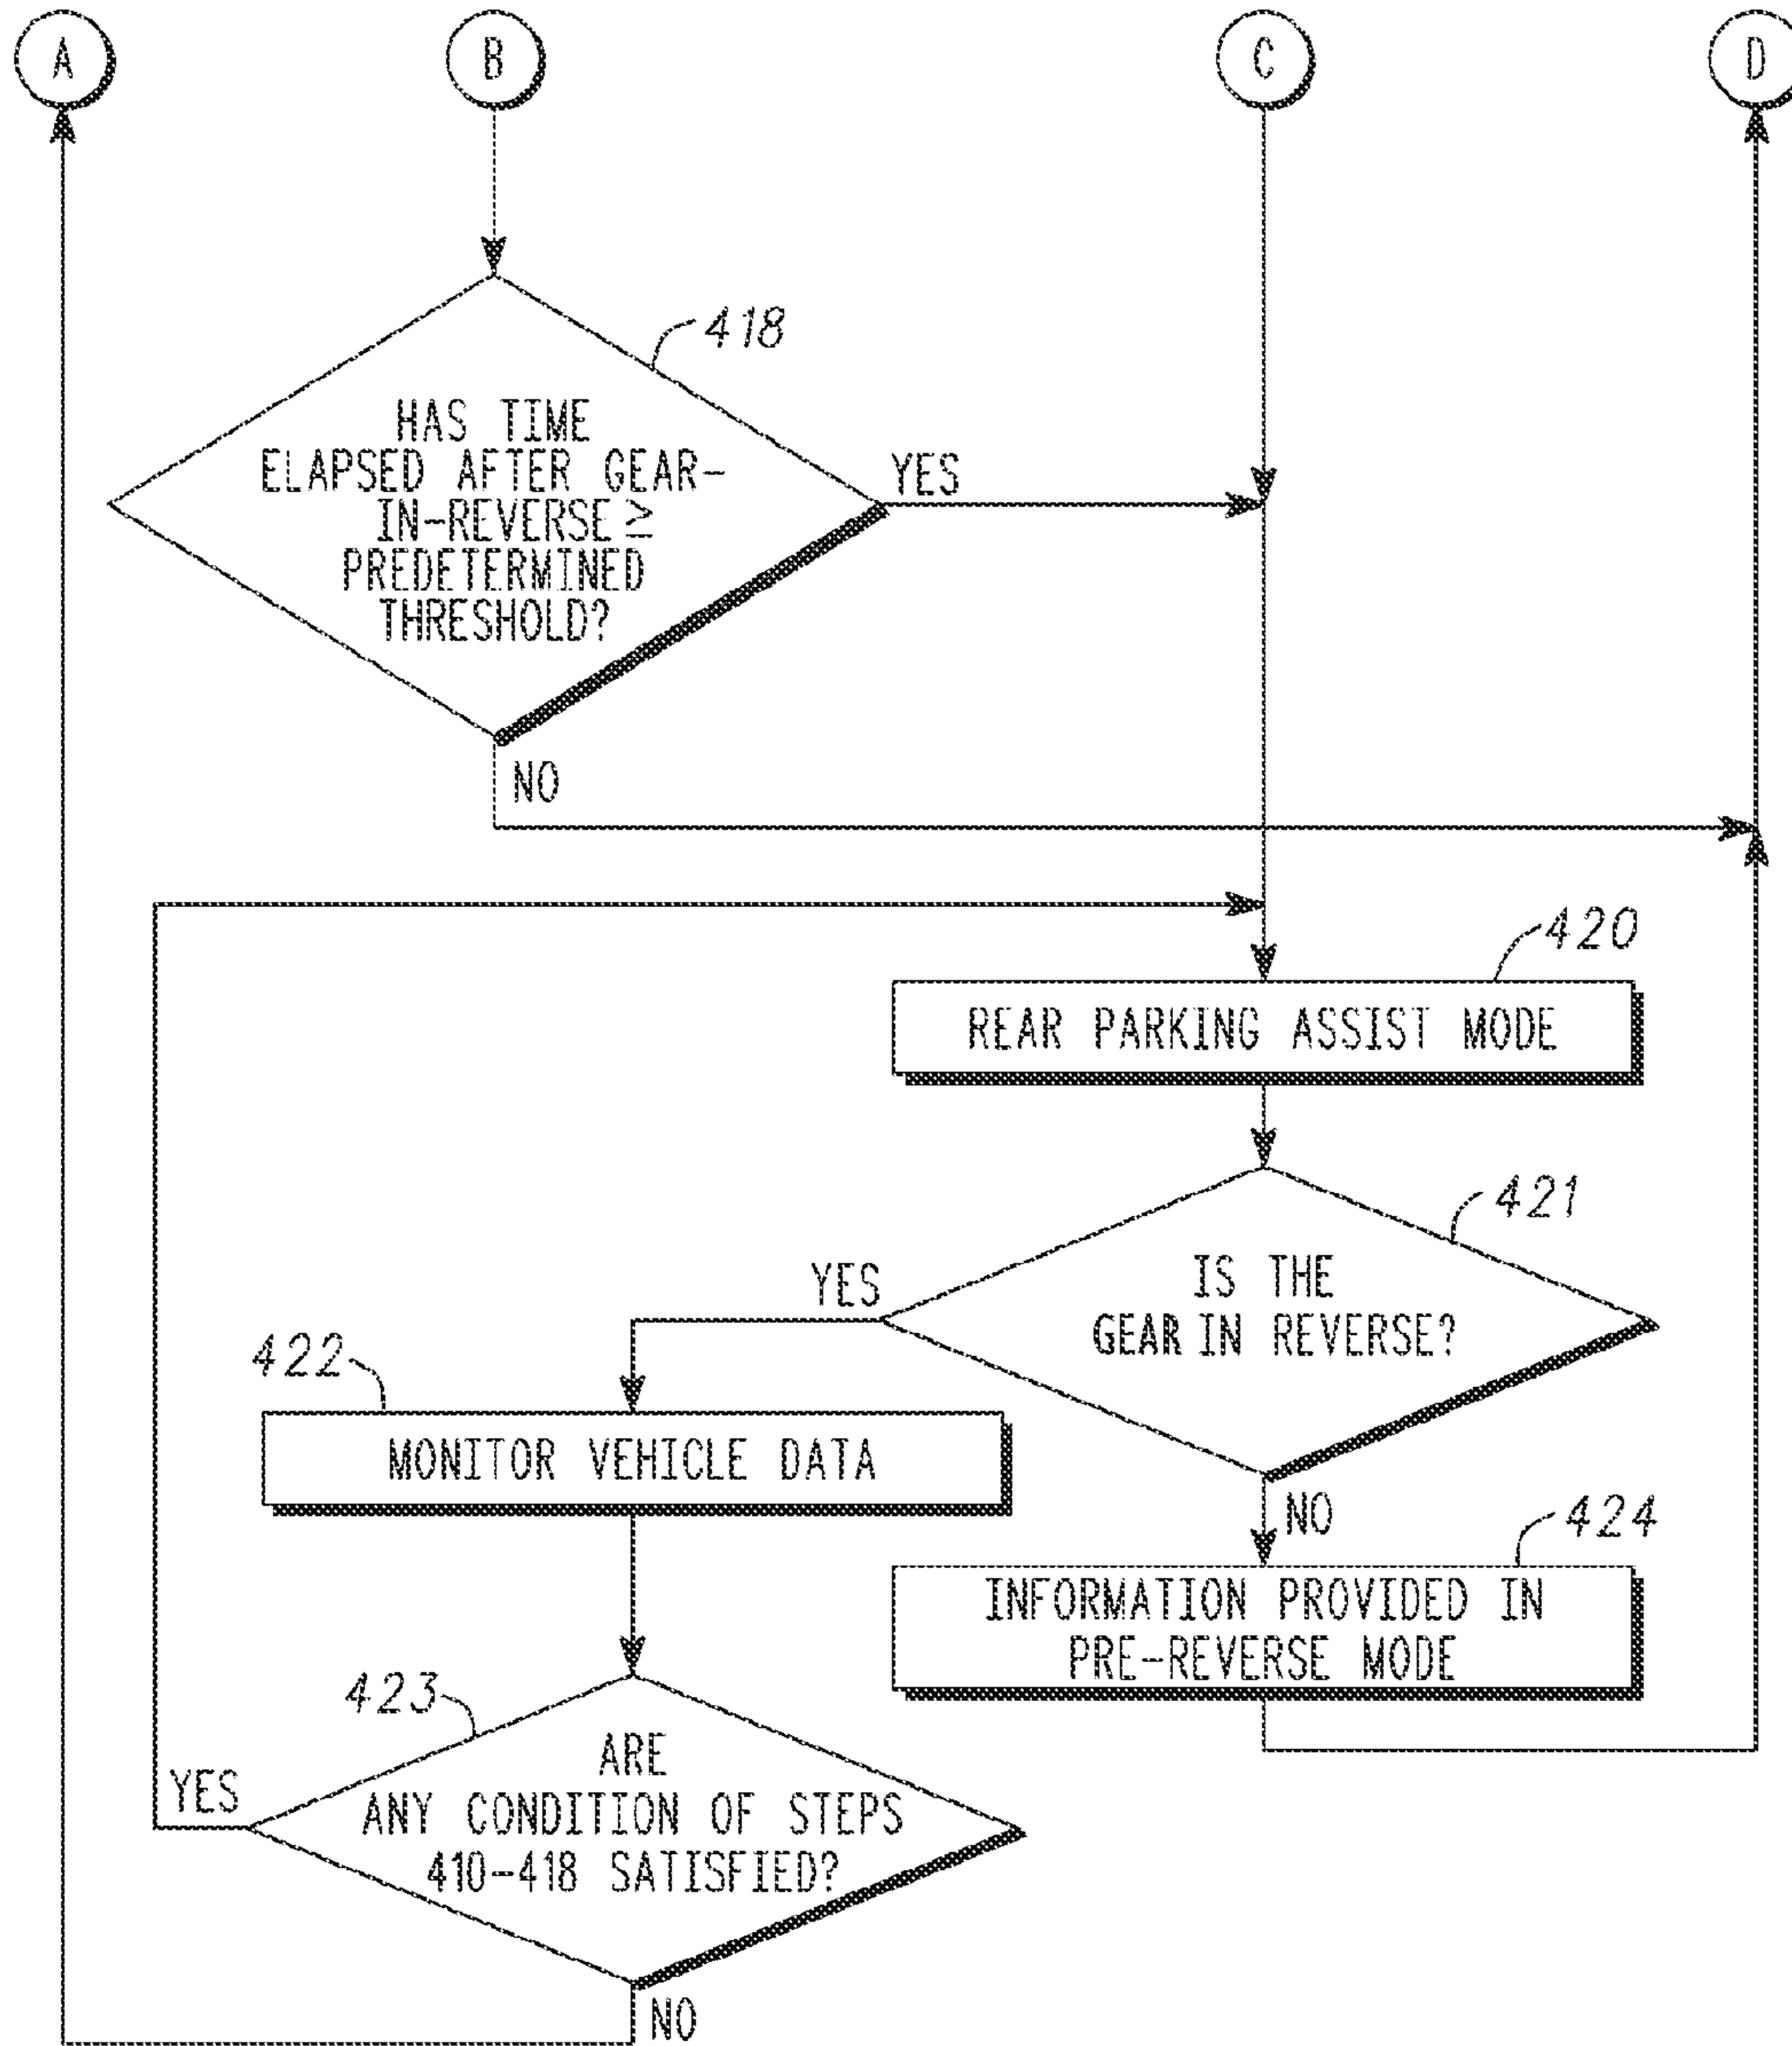 A
B
C
D
418
HAS TIME
ELAPSED AFTER GEAR-
IN-REVERSE ≥
PREDETERMINED
THRESHOLD?
YES
NO
420
REAR PARKING ASSIST MODE
421
IS THE
GEAR IN REVERSE?
YES
422
MONITOR VEHICLE DATA
NO
424
INFORMATION PROVIDED IN
PRE-REVERSE MODE
423
ARE
ANY CONDITION OF STEPS
410-418 SATISFIED?
YES
NO